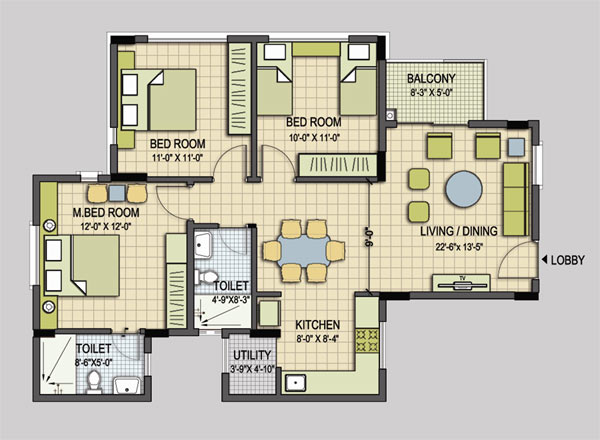 BALCONY
8'-3" X 5'-0"
BED ROOM
10'-0" X 11'-0"
BED ROOM
11'-0" X 11'-0"
M.BED ROOM
12'-0" X 12'-0"
LIVING / DINING
22'-6"x 13'-5"
9'-0"
LOBBY
TV
TOILET
4'-9"X8'-3"
KITCHEN
8'-0" X 8'-4"
TOILET
8'-6"X5'-0"
UTILITY
3'-9"X 4'-10"